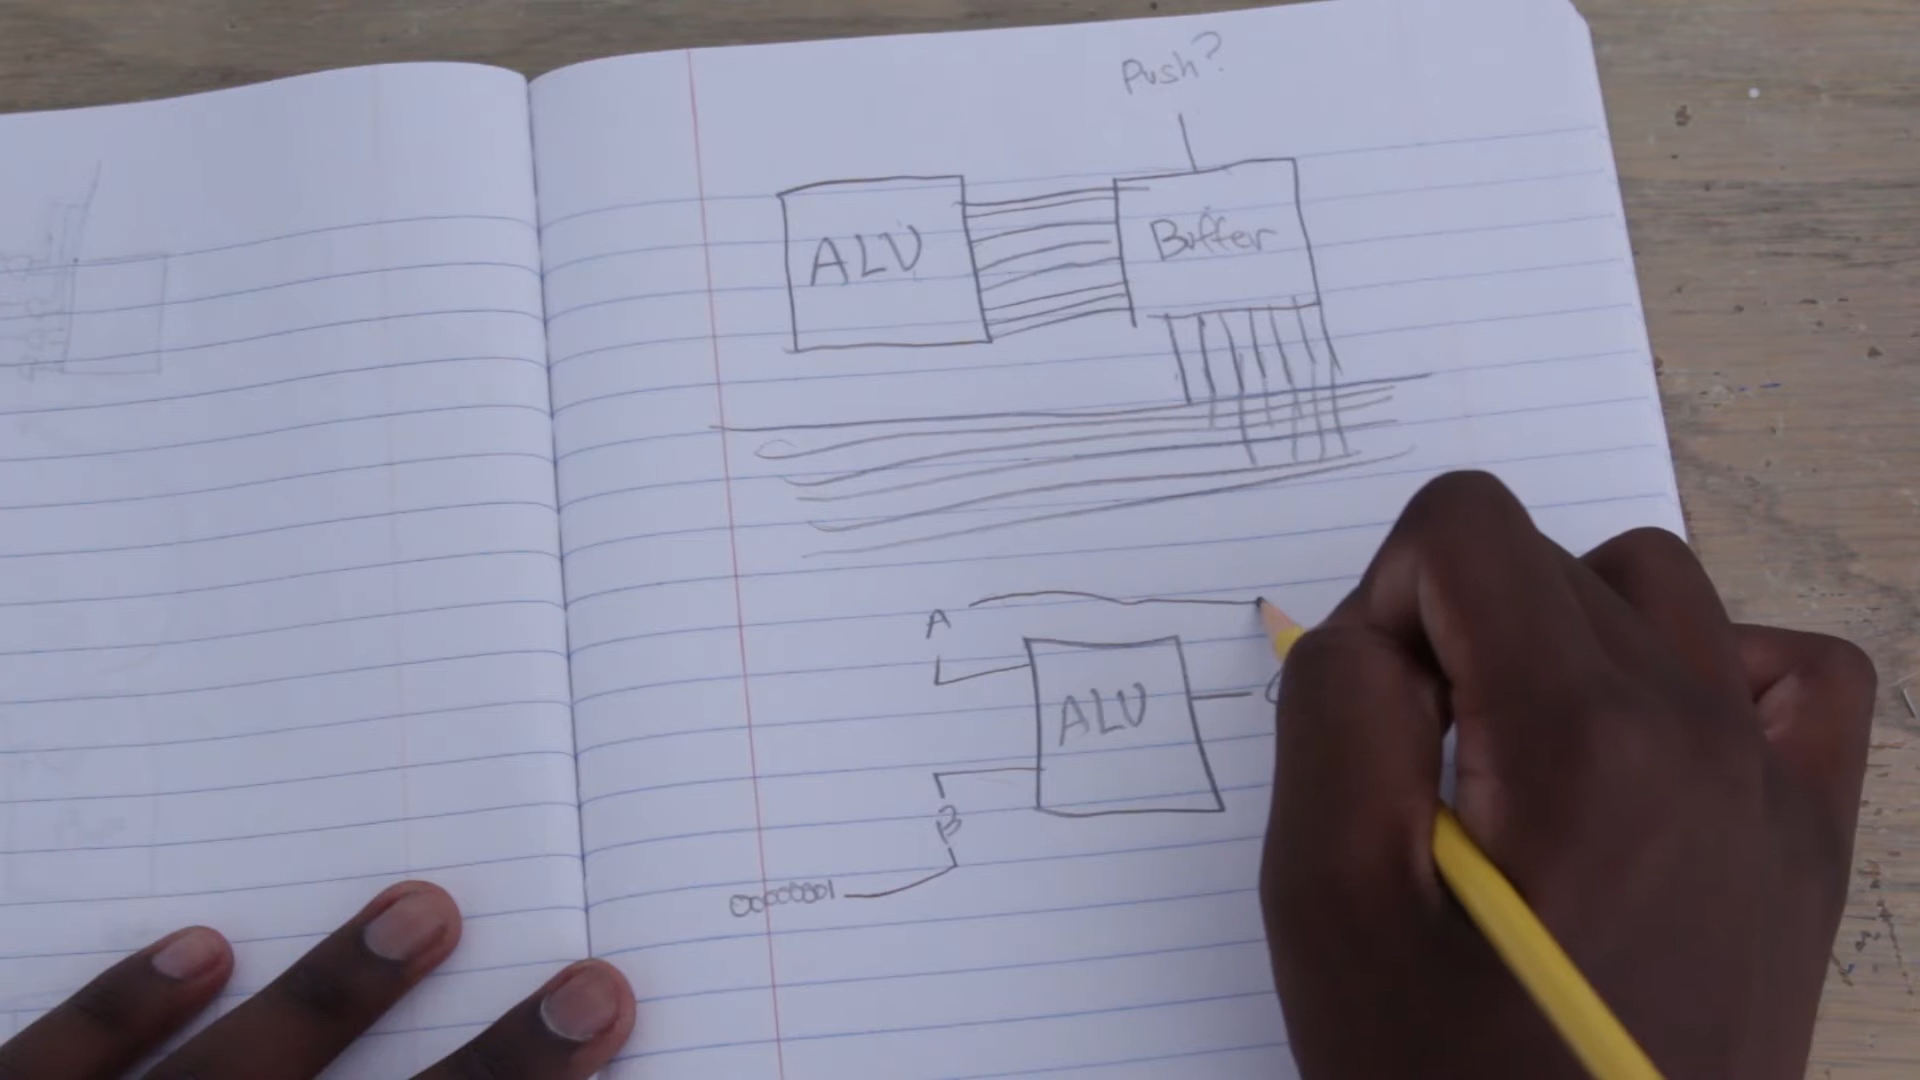 Push?
ALU
Buffer
A
ALU
B
00000001